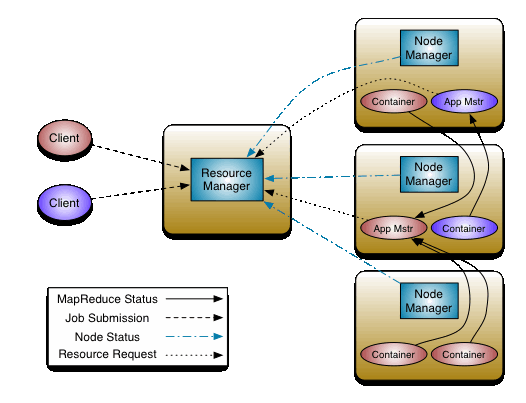 Node
Manager
Container
App Mstr
Client
Resource
Manager
Node
Manager
Client
App Mstr
Container
Node
Manager
MapReduce Status
Job Submission
Node Status
Resource Request
Container
Container